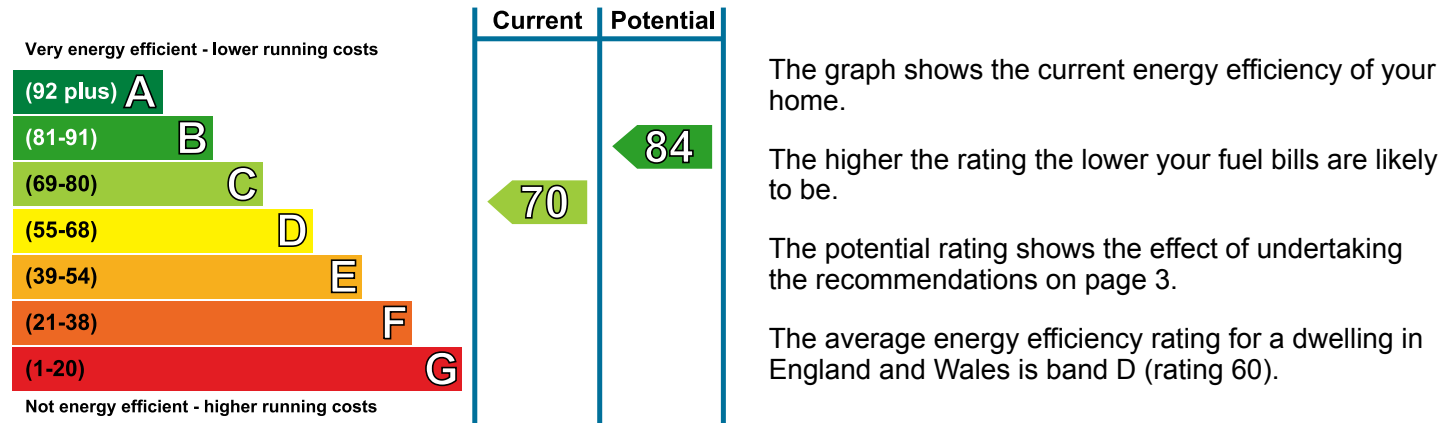 Current Potential
Very energy efficient - lower running costs
(92 plus) A
(81-91) B
84
(69-80) C
70
(55-68) D
(39-54) E
(21-38) F
(1-20) G
Not energy efficient - higher running costs
The graph shows the current energy efficiency of your
home.
The higher the rating the lower your fuel bills are likely
to be.
The potential rating shows the effect of undertaking
the recommendations on page 3.
The average energy efficiency rating for a dwelling in
England and Wales is band D (rating 60).